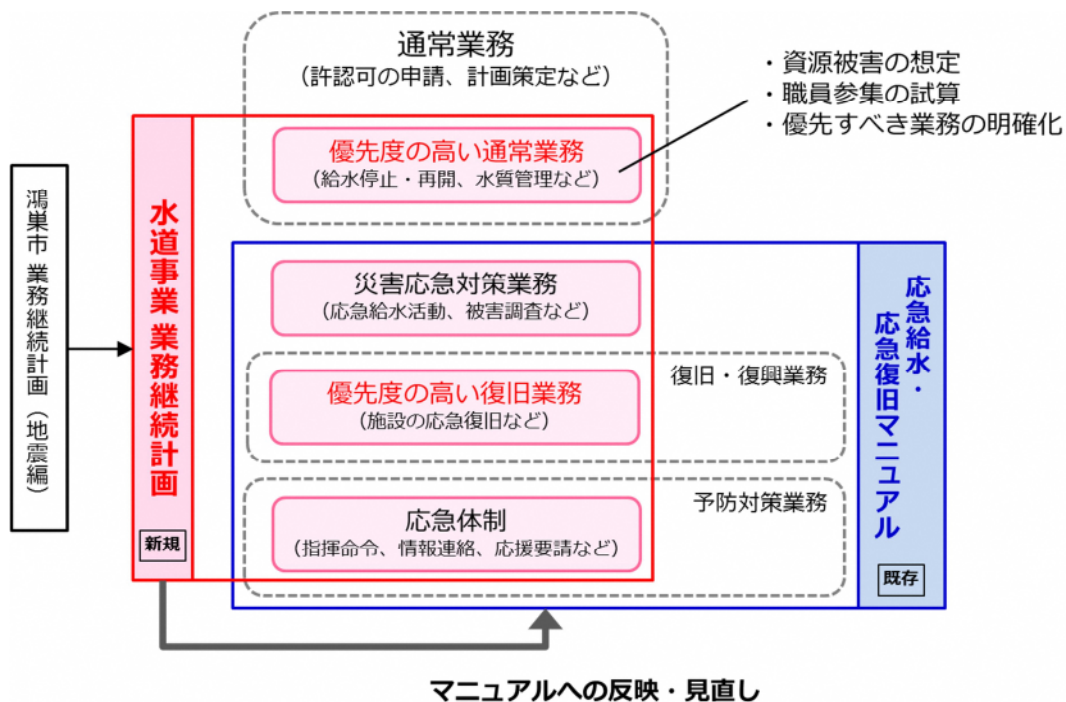 通常業務
（許認可の申請、計画策定など）
・資源被害の想定
・職員参集の試算
・優先すべき業務の明確化
優先度の高い通常業務
（給水停止・再開、水質管理など）
鴻巣市 業務継続計画（地震編）
水道事業 業務継続計画
新規
災害応急対策業務
（応急給水活動、被害調査など）
復旧・復興業務
優先度の高い復旧業務
（施設の応急復旧など）
予防対策業務
応急体制
（指揮命令、情報連絡、応援要請など）
応急給水・
応急復旧マニュアル
既存
マニュアルへの反映・見直し